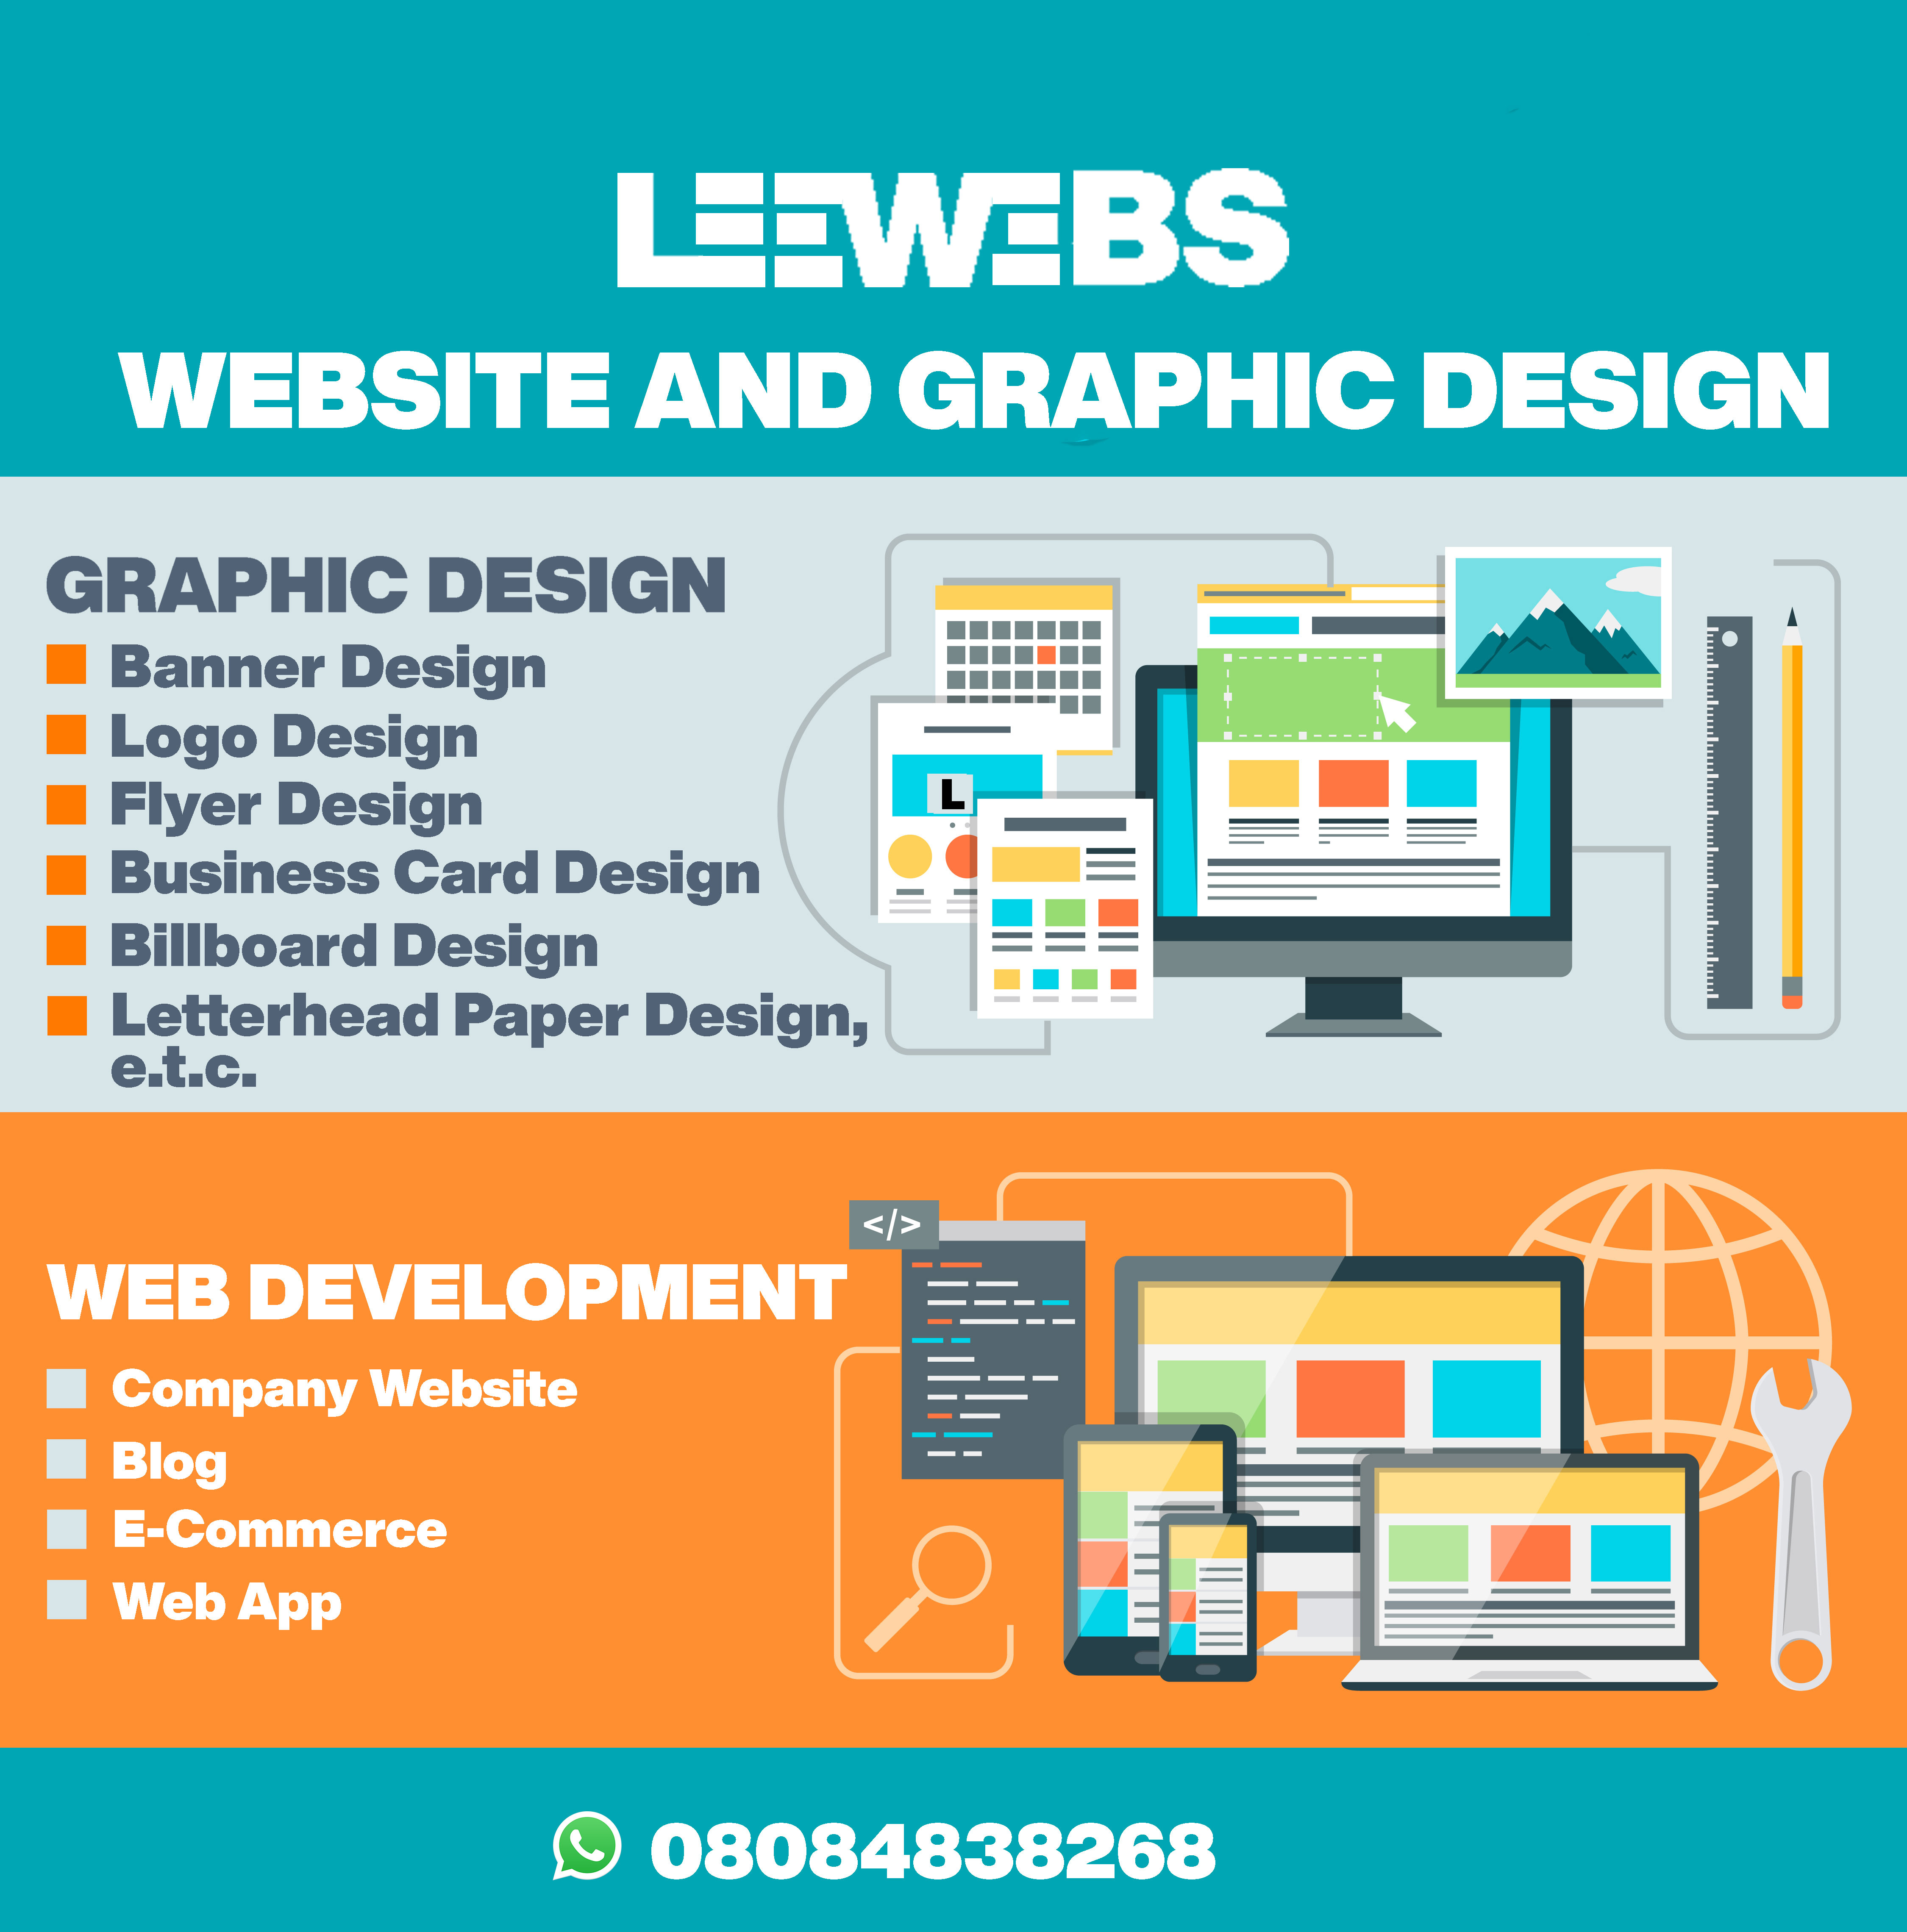 LEEWEBS
WEBSITE AND GRAPHIC DESIGN
GRAPHIC DESIGN
Banner Design
Logo Design
Flyer Design
Business Card Design
Billboard Design
Letterhead Paper Design,
e.t.c.
L
</>
WEB DEVELOPMENT
Company Website
Blog
E-Commerce
Web App
08084838268